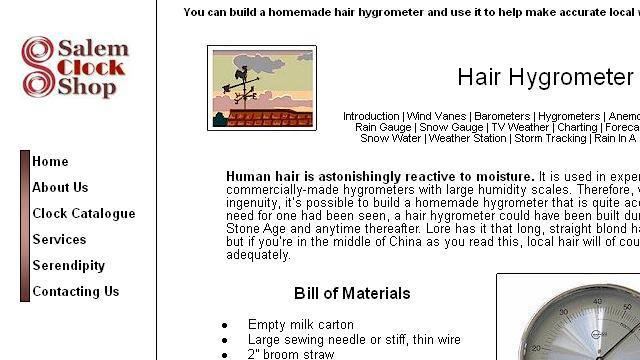 You can build a homemade hair hygrometer and use it to help make accurate local
Salem
Clock
Shop
Hair Hygrometer
Introduction | Wind Vanes | Barometers | Hygrometers |
Rain Gauge | Snow Gauge | TV Weather | Charting |
Snow Water | Weather Station | Storm Tracking | Rain In A
Home
About Us
Clock Catalogue
Services
Serendipity
Contacting Us
Human hair is astonishingly reactive to moisture. It is used in
commercially-made hygrometers with large humidity scales. Therefore,
ingenuity, it's possible to build a homemade hygrometer that is quite
need for one had been seen, a hair hygrometer could have been built
Stone Age and anytime thereafter. Lore has it that long, straight blond
but if you're in the middle of China as you read this, local hair will of
adequately.
Bill of Materials
• Empty milk carton
• Large sewing needle or stiff, thin wire
• 2" broom straw
30
40
50